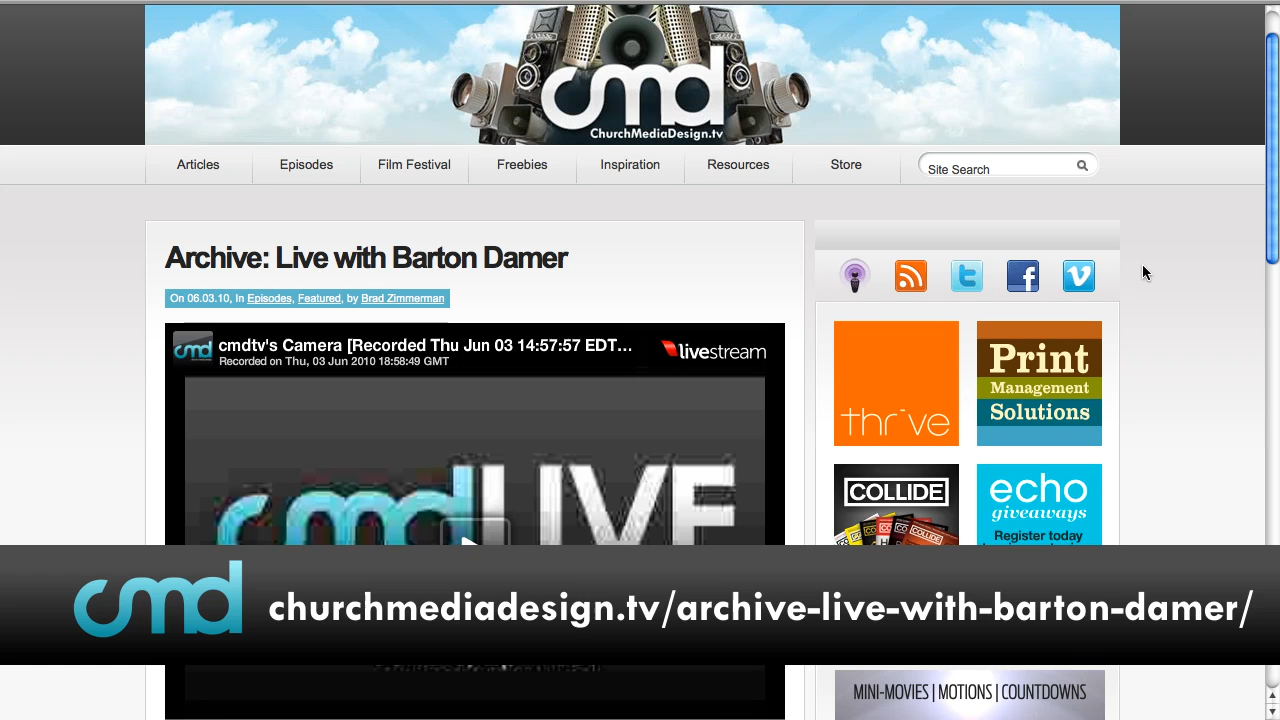 cmd
ChurchMediaDesign.tv
Articles Episodes Film Festival Freebies Inspiration Resources Store Site Search
Archive: Live with Barton Damer
On 06.03.10, In Episodes, Featured, by Brad Zimmerman
cmd cmdtv's Camera [Recorded Thu Jun 03 14:57:57 EDT... livestream
Recorded on Thu, 03 Jun 2010 18:58:49 GMT
cmdLIVE
thrive
Print
Management
Solutions
COLLIDE
echo
giveaways
Register today
cmd churchmediadesign.tv/archive-live-with-barton-damer/
MINI-MOVIES | MOTIONS | COUNTDOWNS